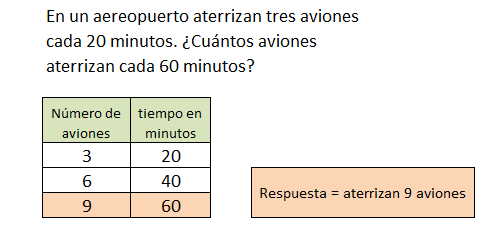 En un aereopuerto aterrizan tres aviones
cada 20 minutos. ¿Cuántos aviones
aterrizan cada 60 minutos?
Número de aviones
tiempo en minutos
3 20
6 40
9 60
Respuesta = aterrizan 9 aviones